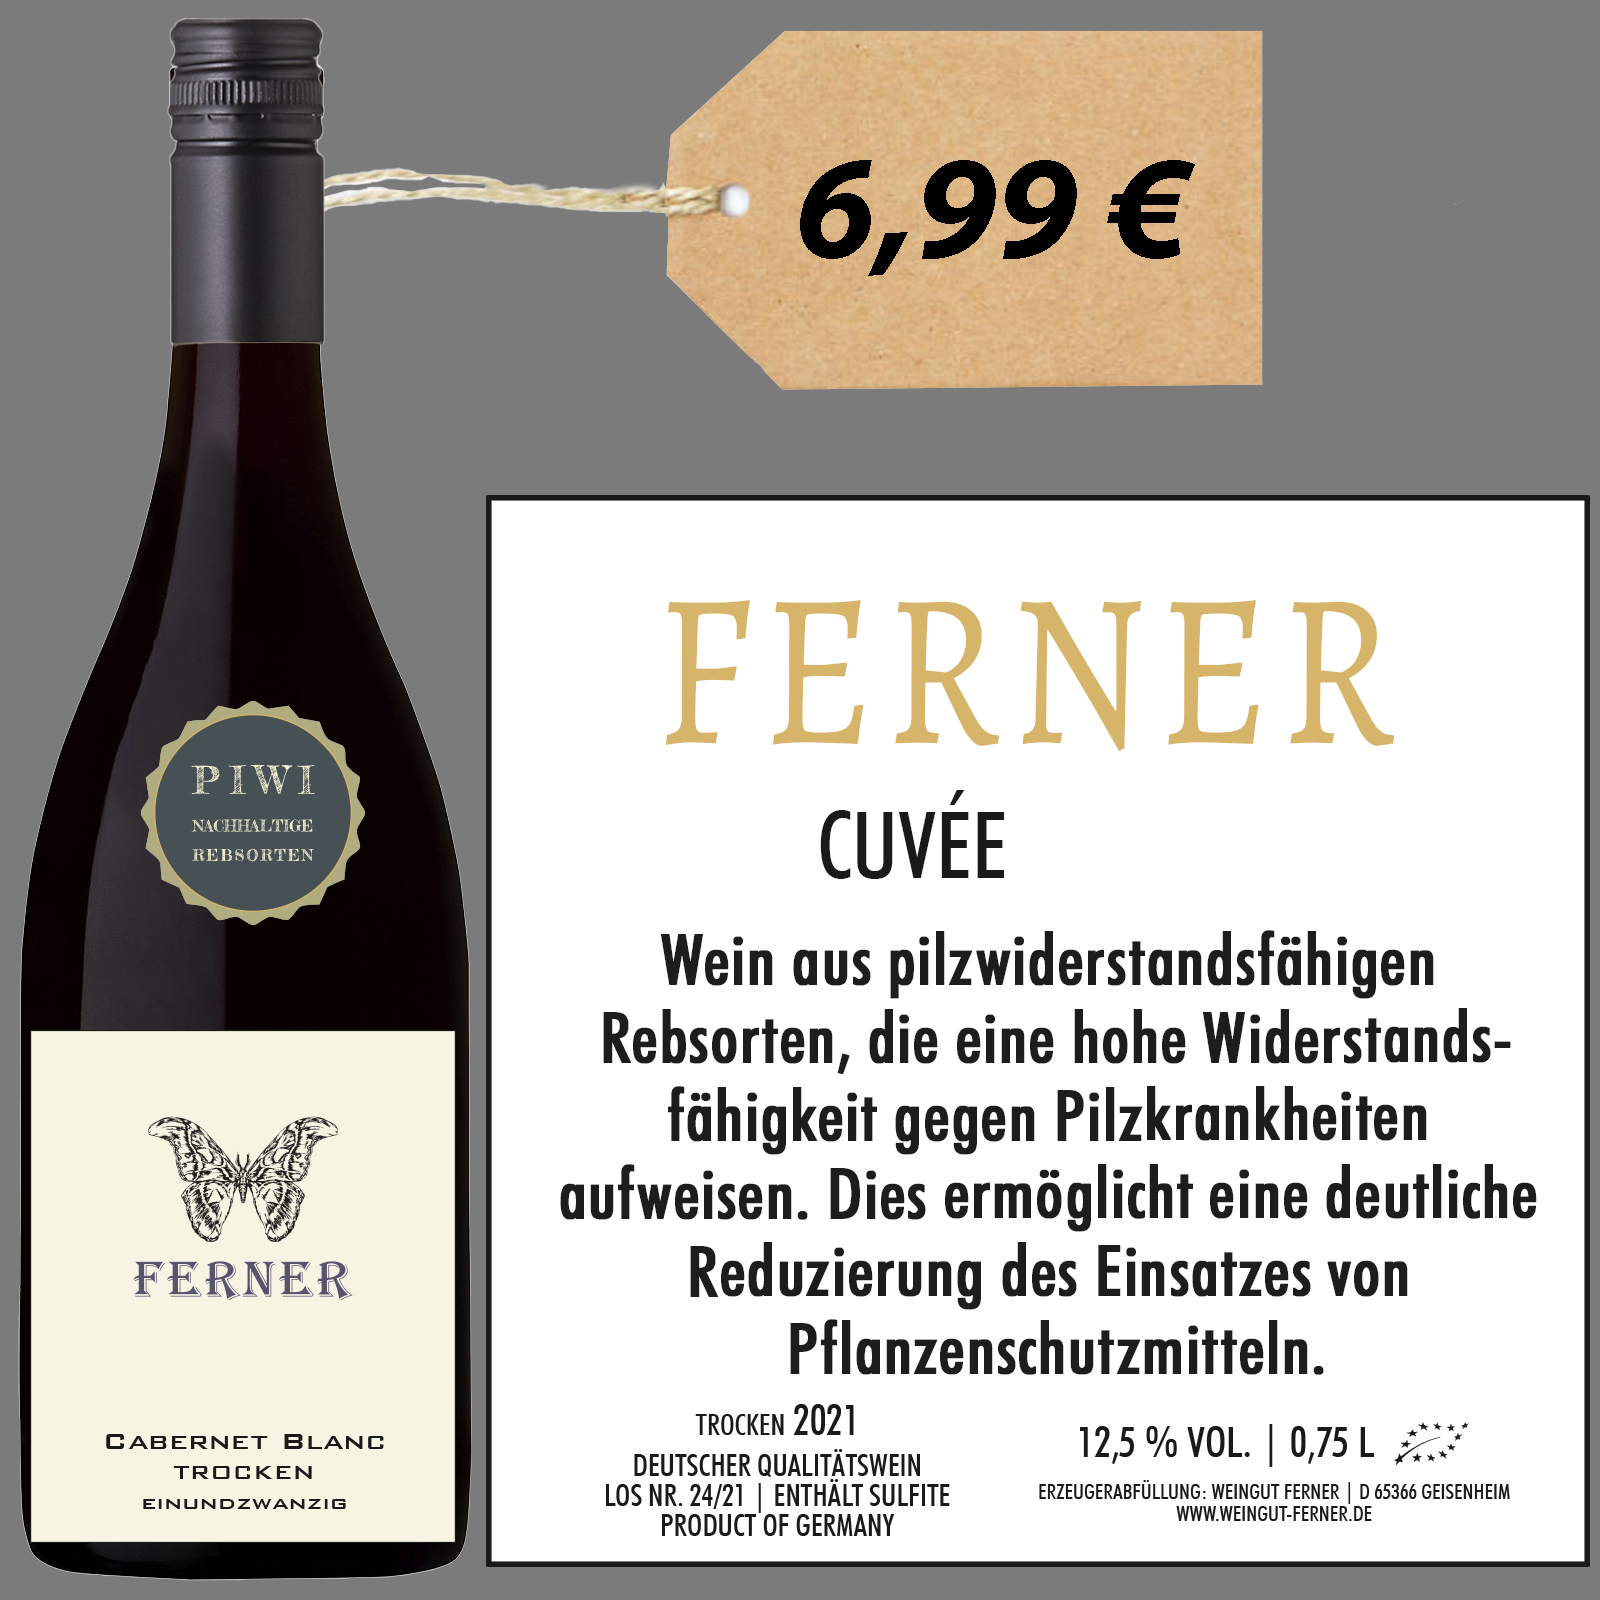 6,99 €
PIWI
NACHHALTIGE
REBSORTEN
FERNER
CABERNET BLANC
TROCKEN
EINUNDZWANZIG
FERNER
CUVÉE
Wein aus pilzwiderstandsfähigen
Rebsorten, die eine hohe Widerstands-
fähigkeit gegen Pilzkrankheiten
aufweisen. Dies ermöglicht eine deutliche
Reduzierung des Einsatzes von
Pflanzenschutzmitteln.
TROCKEN 2021
DEUTSCHER QUALITÄTSWEIN
LOS NR. 24/21 | ENTHÄLT SULFITE
PRODUCT OF GERMANY
12,5 % VOL. | 0,75 L
ERZEUGERABFÜLLUNG: WEINGUT FERNER | D 65366 GEISENHEIM
WWW.WEINGUT-FERNER.DE